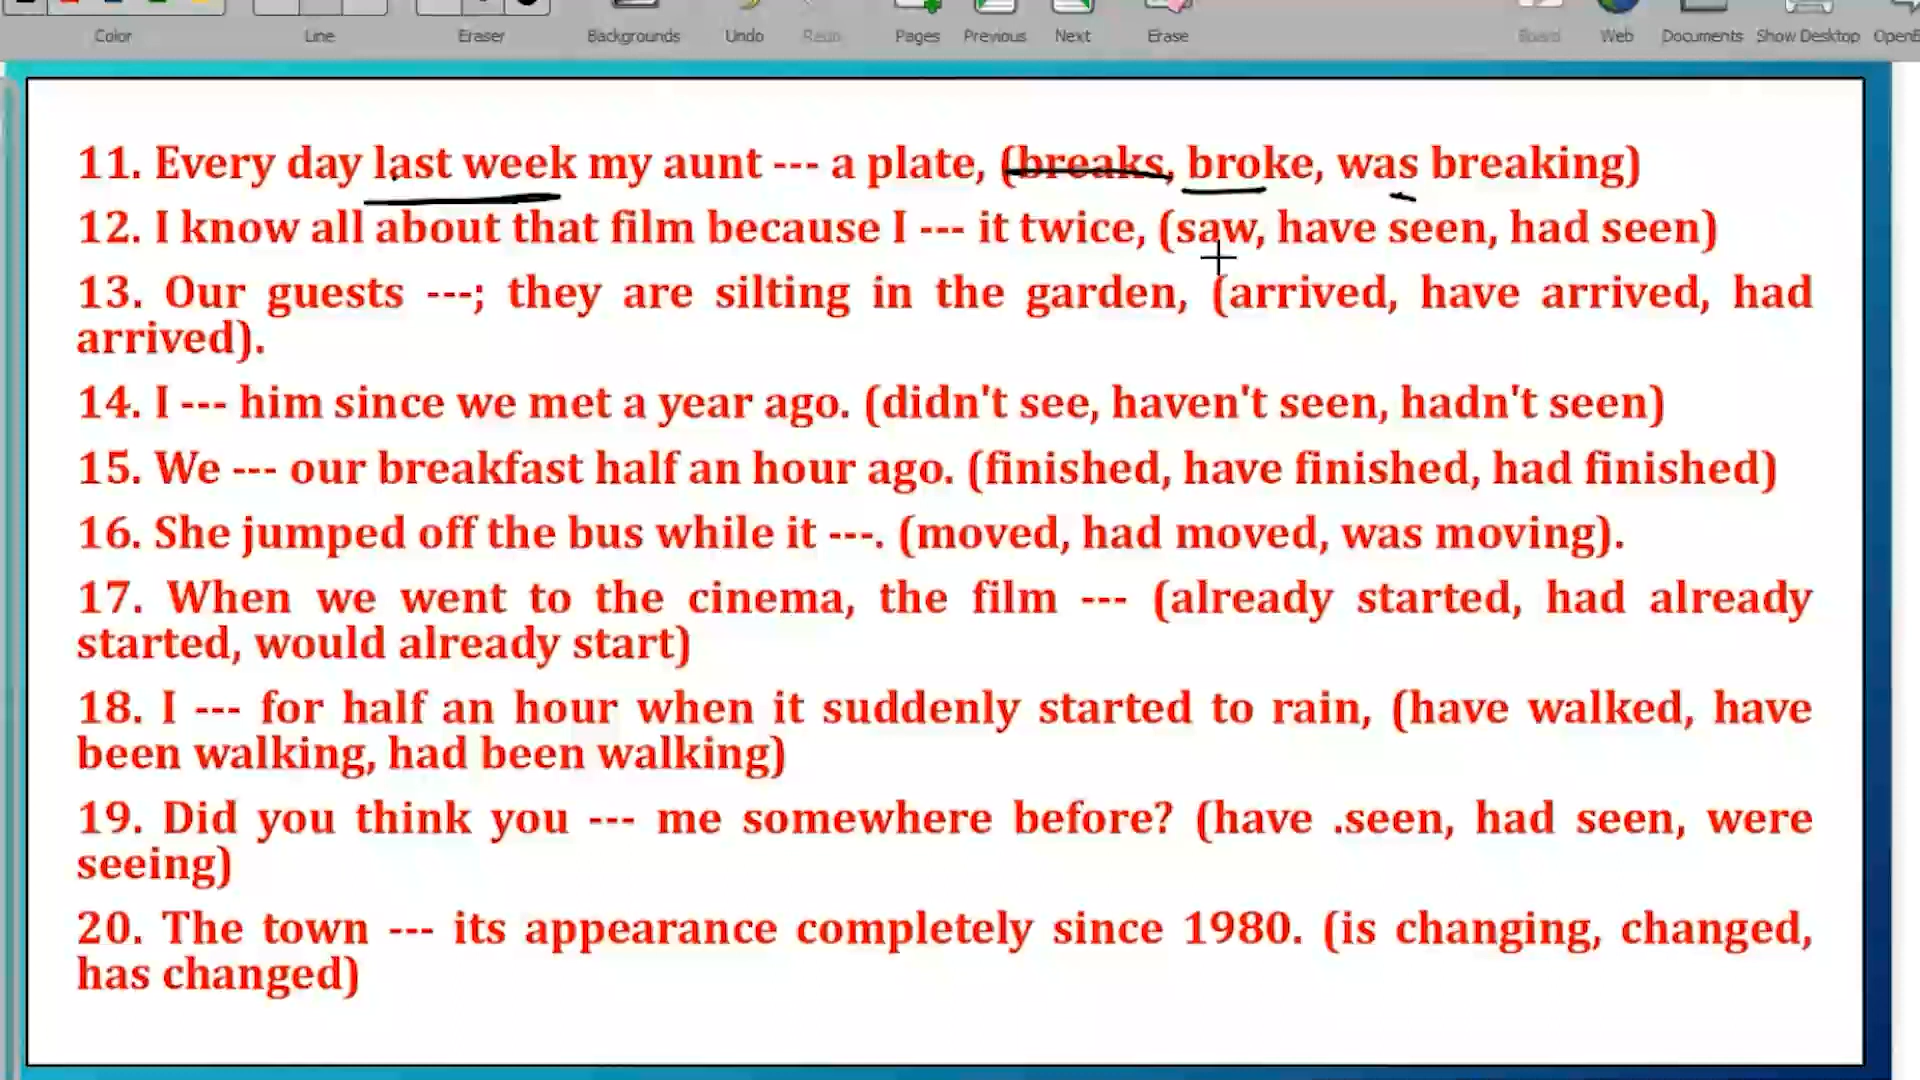 Color Line Eraser Backgrounds Undo Redo Pages Previous Next Erase Board Web Documents Show Desktop
11. Every day last week my aunt --- a plate, (breaks, broke, was breaking)
12. I know all about that film because I --- it twice, (saw, have seen, had seen)
13. Our guests ---; they are silting in the garden, (arrived, have arrived, had
arrived).
14. I --- him since we met a year ago. (didn't see, haven't seen, hadn't seen)
15. We --- our breakfast half an hour ago. (finished, have finished, had finished)
16. She jumped off the bus while it ---. (moved, had moved, was moving).
17. When we went to the cinema, the film --- (already started, had already
started, would already start)
18. I --- for half an hour when it suddenly started to rain, (have walked, have
been walking, had been walking)
19. Did you think you --- me somewhere before? (have .seen, had seen, were
seeing)
20. The town --- its appearance completely since 1980. (is changing, changed,
has changed)